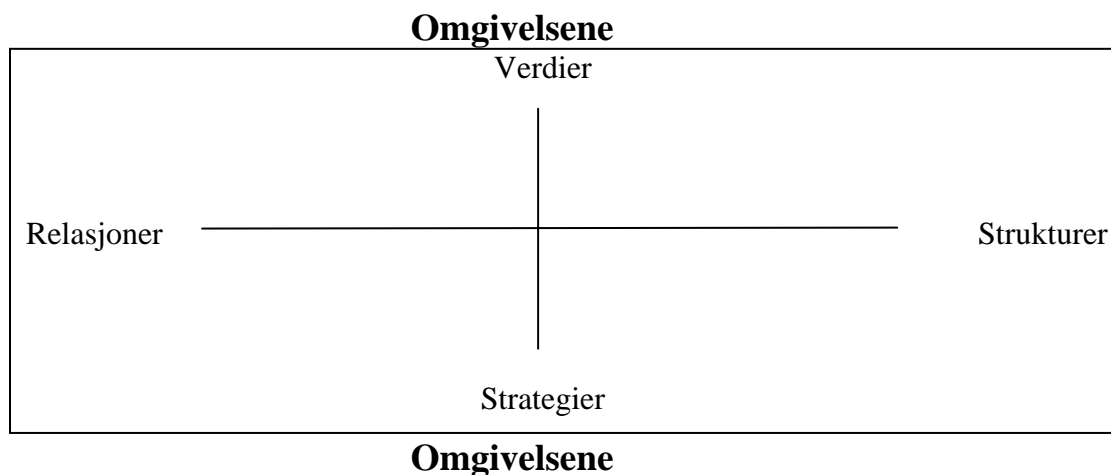 Omgivelsene
Verdier
Relasjoner
Strukturer
Strategier
Omgivelsene